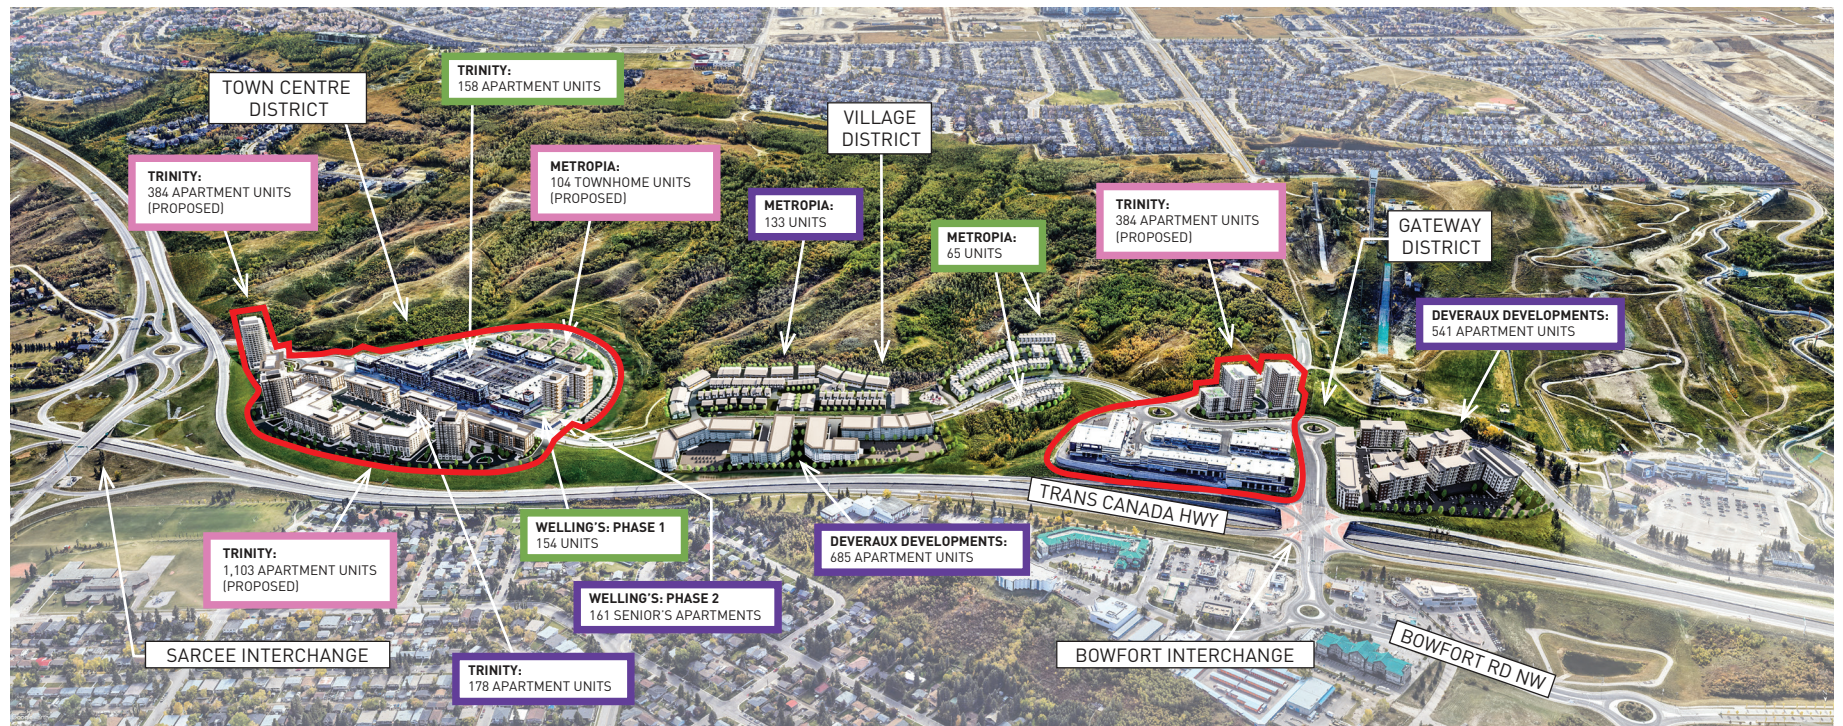 TRINITY:
158 APARTMENT UNITS
TOWN CENTRE
DISTRICT
VILLAGE
DISTRICT
TRINITY:
384 APARTMENT UNITS
(PROPOSED)
METROPIA:
104 TOWNHOME UNITS
(PROPOSED)
METROPIA:
133 UNITS
METROPIA:
65 UNITS
TRINITY:
384 APARTMENT UNITS
(PROPOSED)
GATEWAY
DISTRICT
DEVERAUX DEVELOPMENTS:
541 APARTMENT UNITS
TRANS CANADA HWY
WELLING'S: PHASE 1
154 UNITS
DEVERAUX DEVELOPMENTS:
685 APARTMENT UNITS
TRINITY:
1,103 APARTMENT UNITS
(PROPOSED)
WELLING'S: PHASE 2
161 SENIOR'S APARTMENTS
SARCEE INTERCHANGE
TRINITY:
178 APARTMENT UNITS
BOWFORT INTERCHANGE
BOWFORT RD NW